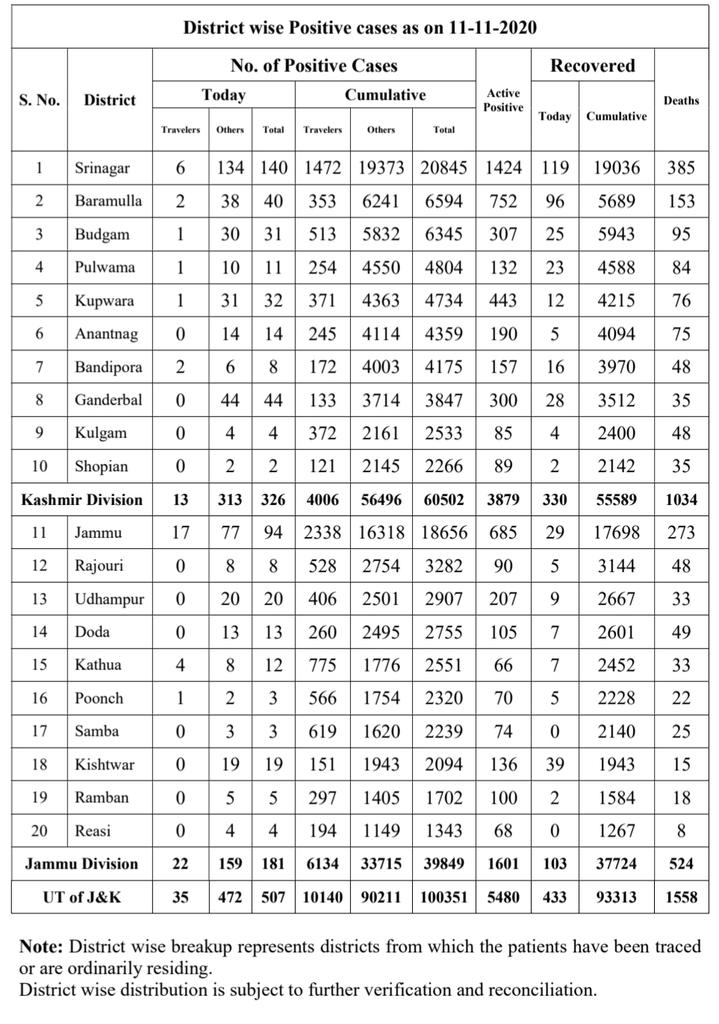 District wise Positive cases as on 11-11-2020
S. No. District No. of Positive Cases Active Positive Recovered Deaths
Today Cumulative Today Cumulative
Travelers Others Total Travelers Others Total
1 Srinagar 6 134 140 1472 19373 20845 1424 119 19036 385
2 Baramulla 2 38 40 353 6241 6594 752 96 5689 153
3 Budgam 1 30 31 513 5832 6345 307 25 5943 95
4 Pulwama 1 10 11 254 4550 4804 132 23 4588 84
5 Kupwara 1 31 32 371 4363 4734 443 12 4215 76
6 Anantnag 0 14 14 245 4114 4359 190 5 4094 75
7 Bandipora 2 6 8 172 4003 4175 157 16 3970 48
8 Ganderbal 0 44 44 133 3714 3847 300 28 3512 35
9 Kulgam 0 4 4 372 2161 2533 85 4 2400 48
10 Shopian 0 2 2 121 2145 2266 89 2 2142 35
Kashmir Division 13 313 326 4006 56496 60502 3879 330 55589 1034
11 Jammu 17 77 94 2338 16318 18656 685 29 17698 273
12 Rajouri 0 8 8 528 2754 3282 90 5 3144 48
13 Udhampur 0 20 20 406 2501 2907 207 9 2667 33
14 Doda 0 13 13 260 2495 2755 105 7 2601 49
15 Kathua 4 8 12 775 1776 2551 66 7 2452 33
16 Poonch 1 2 3 566 1754 2320 70 5 2228 22
17 Samba 0 3 3 619 1620 2239 74 0 2140 25
18 Kishtwar 0 19 19 151 1943 2094 136 39 1943 15
19 Ramban 0 5 5 297 1405 1702 100 2 1584 18
20 Reasi 0 4 4 194 1149 1343 68 0 1267 8
Jammu Division 22 159 181 6134 33715 39849 1601 103 37724 524
UT of J&K 35 472 507 10140 90211 100351 5480 433 93313 1558
Note: District wise breakup represents districts from which the patients have been traced
or are ordinarily residing.
District wise distribution is subject to further verification and reconciliation.